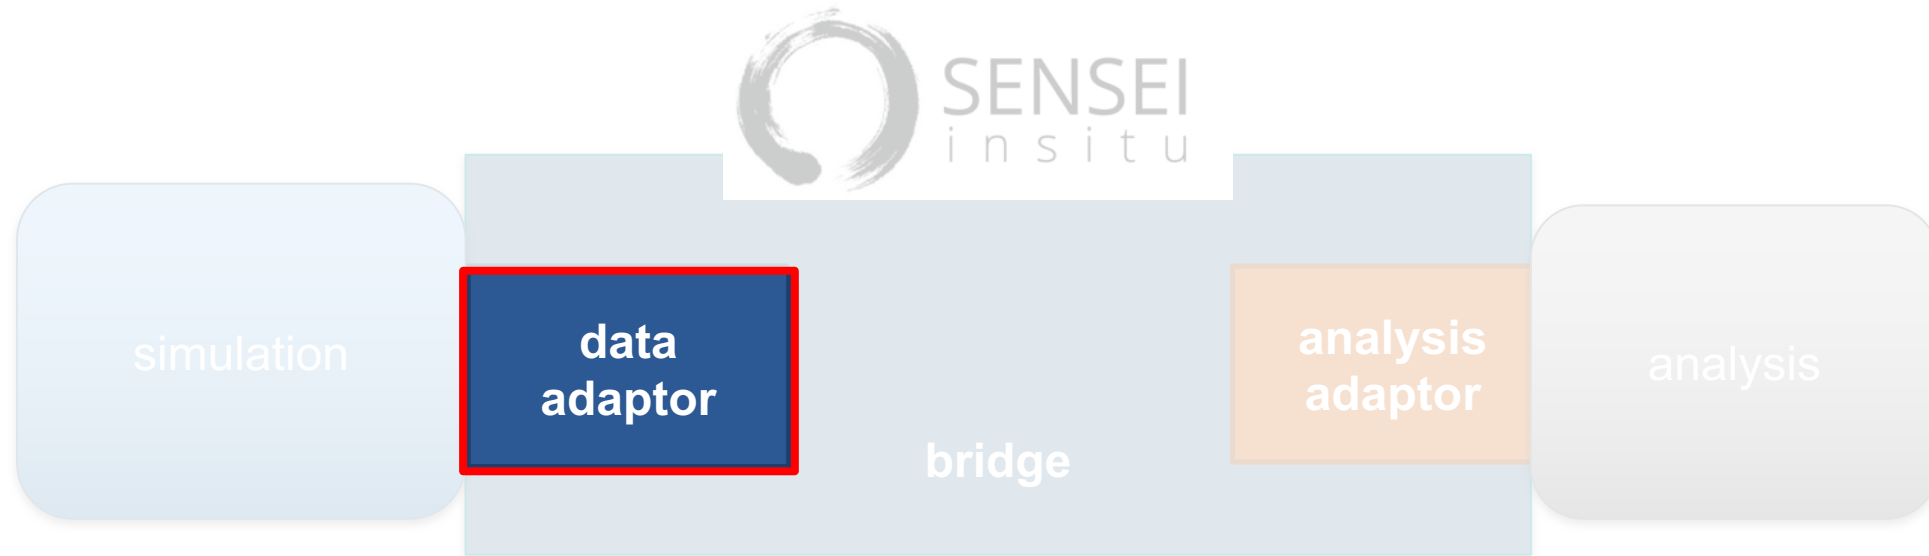 SENSEI
insitu
simulation
data
adaptor
bridge
analysis
adaptor
analysis